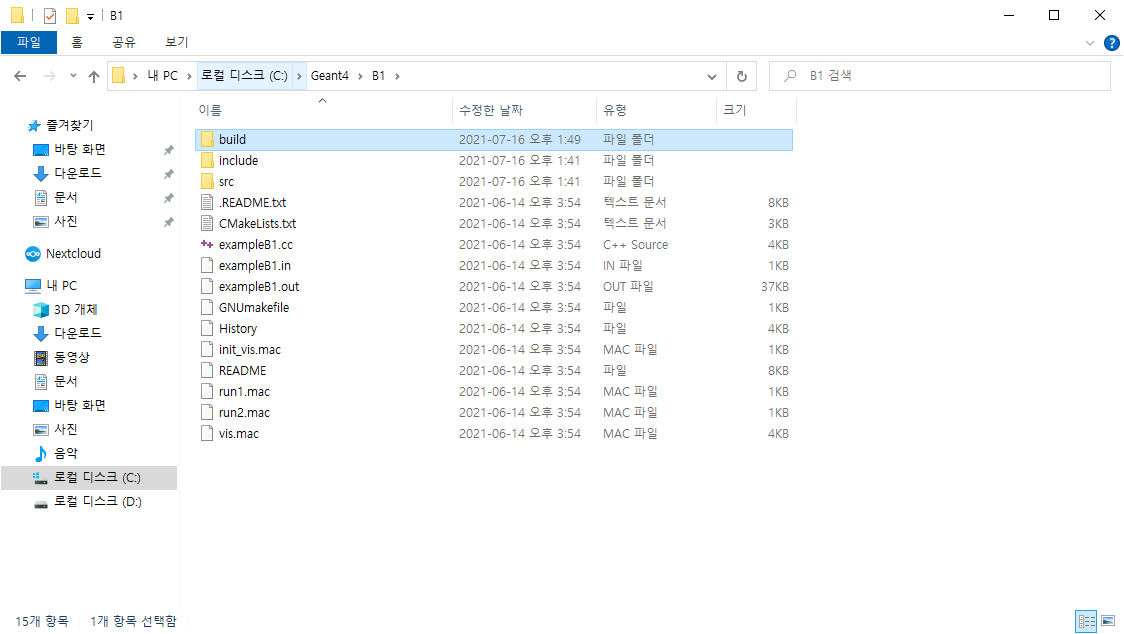 B1
파일 홈 공유 보기
내 PC 로컬 디스크 (C:) Geant4 B1 B1 검색
이름 수정한 날짜 유형 크기
즐겨찾기
바탕 화면
다운로드
문서
사진
Nextcloud
내 PC
3D 개체
다운로드
동영상
문서
바탕 화면
사진
음악
로컬 디스크 (C:)
로컬 디스크 (D:)
build 2021-07-16 오후 1:49 파일 폴더
include 2021-07-16 오후 1:41 파일 폴더
src 2021-07-16 오후 1:41 파일 폴더
.README.txt 2021-06-14 오후 3:54 텍스트 문서 8KB
CMakeLists.txt 2021-06-14 오후 3:54 텍스트 문서 3KB
exampleB1.cc 2021-06-14 오후 3:54 C++ Source 4KB
exampleB1.in 2021-06-14 오후 3:54 IN 파일 1KB
exampleB1.out 2021-06-14 오후 3:54 OUT 파일 37KB
GNUmakefile 2021-06-14 오후 3:54 파일 1KB
History 2021-06-14 오후 3:54 파일 4KB
init_vis.mac 2021-06-14 오후 3:54 MAC 파일 1KB
README 2021-06-14 오후 3:54 파일 8KB
run1.mac 2021-06-14 오후 3:54 MAC 파일 1KB
run2.mac 2021-06-14 오후 3:54 MAC 파일 1KB
vis.mac 2021-06-14 오후 3:54 MAC 파일 4KB
15개 항목 1개 항목 선택함